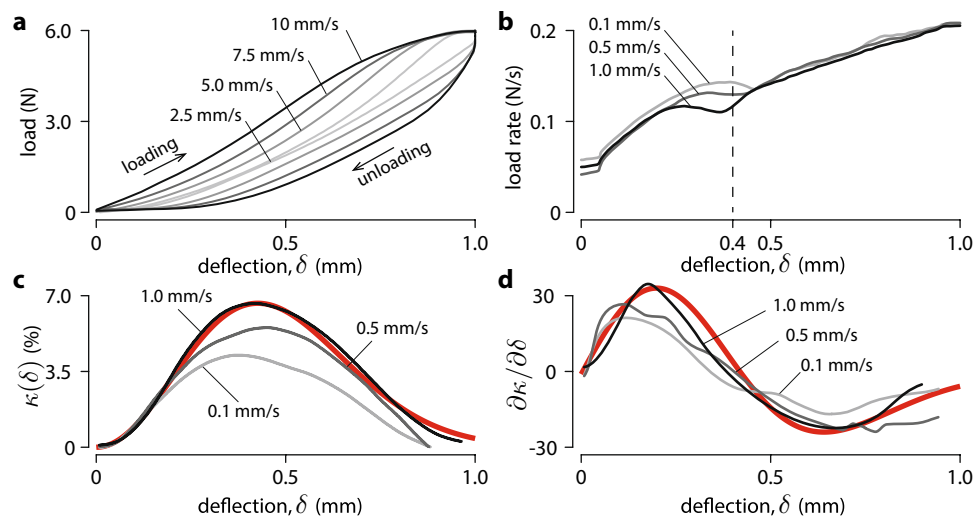 a
6.0
3.0
0
load (N)
10 mm/s
7.5 mm/s
5.0 mm/s
2.5 mm/s
loading
unloading
0 0.5 1.0
deflection, δ (mm)
b
0.2
0.1
0
load rate (N/s)
0.1 mm/s
0.5 mm/s
1.0 mm/s
0 0.4 0.5 1.0
deflection, δ (mm)
c
7.0
3.5
0
κ(δ) (%)
1.0 mm/s
0.5 mm/s
0.1 mm/s
0 0.5 1.0
deflection, δ (mm)
d
30
0
-30
∂κ/∂δ
1.0 mm/s
0.5 mm/s
0.1 mm/s
0 0.5 1.0
deflection, δ (mm)